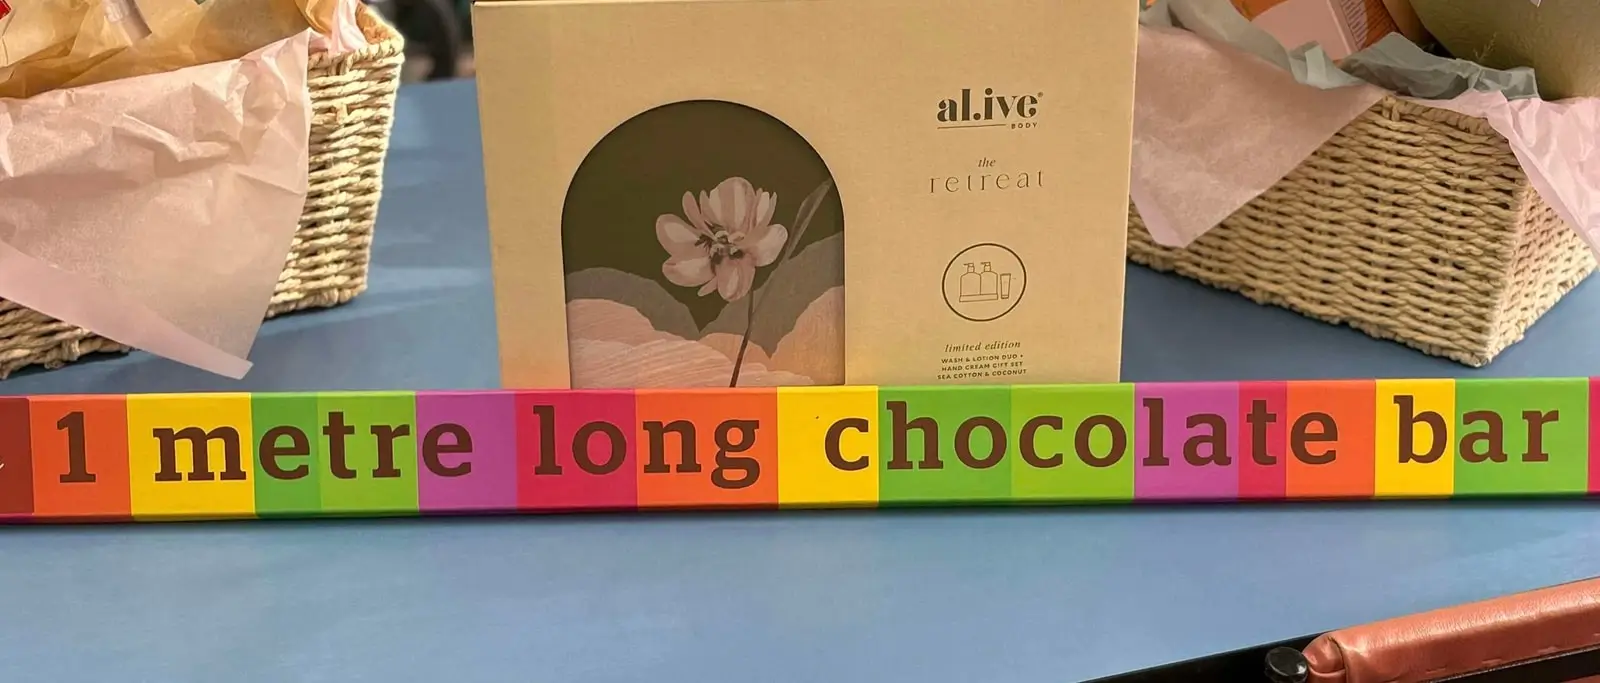 al.ive®
BODY
the
retreat
limited edition
WASH & LOTION DUO +
HAND CREAM GIFT SET
SEA COTTON & COCONUT
1 metre long chocolate bar